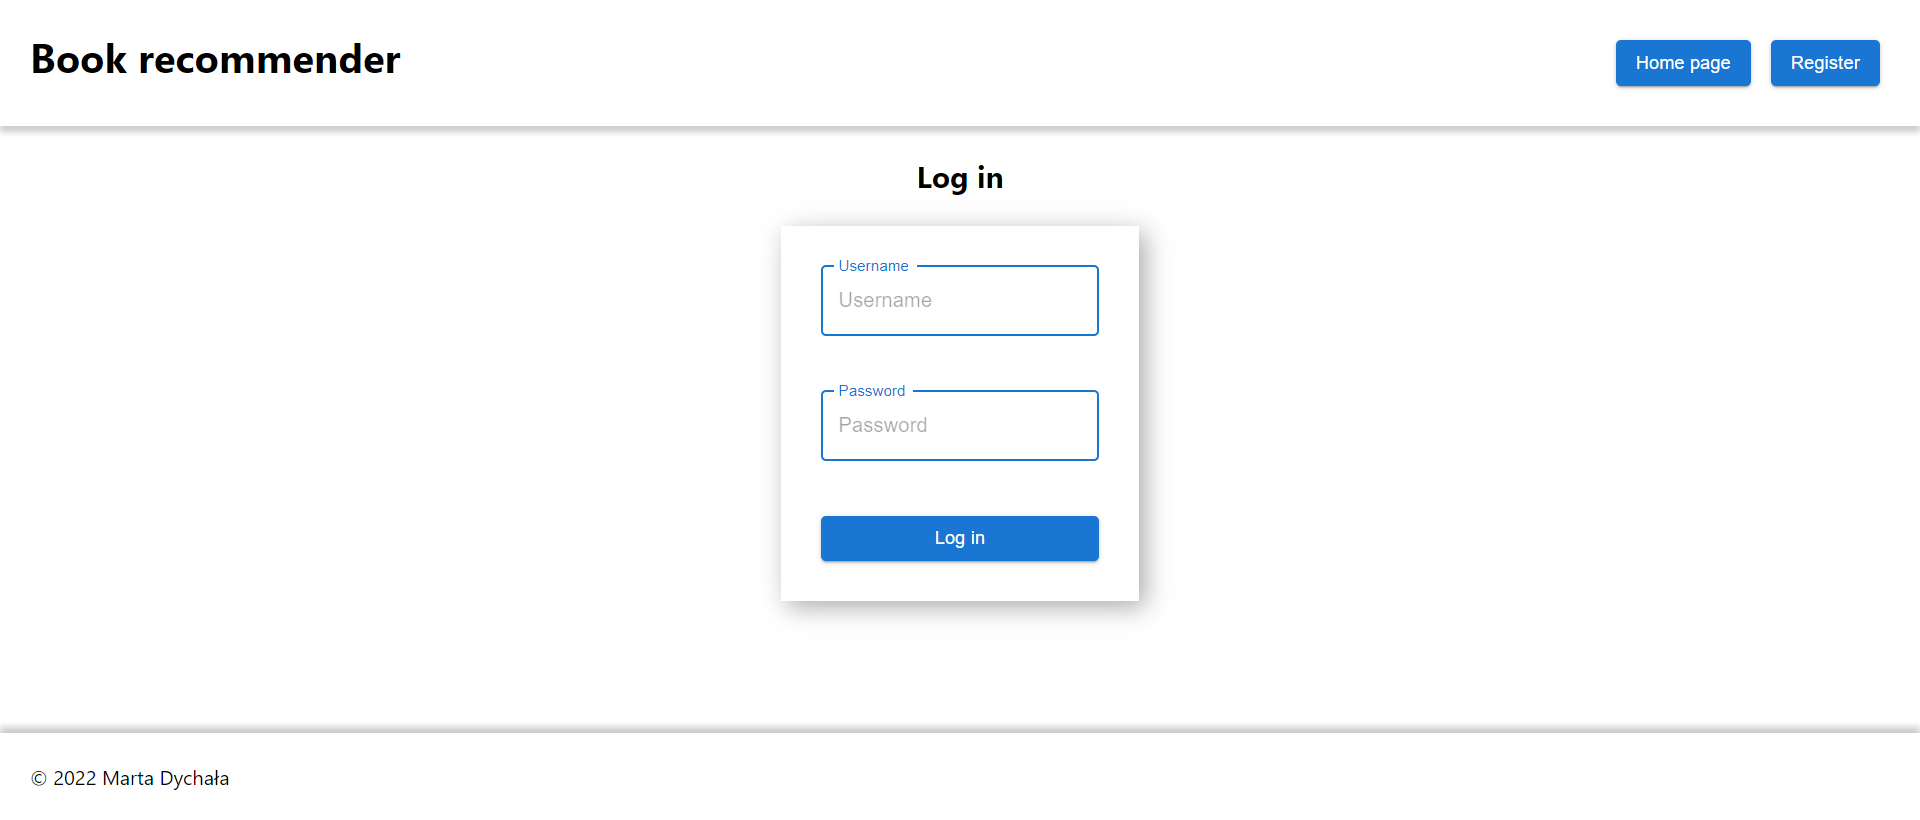 Book recommender
Home page
Register
Log in
Username
Username
Password
Password
Log in
© 2022 Marta Dychała